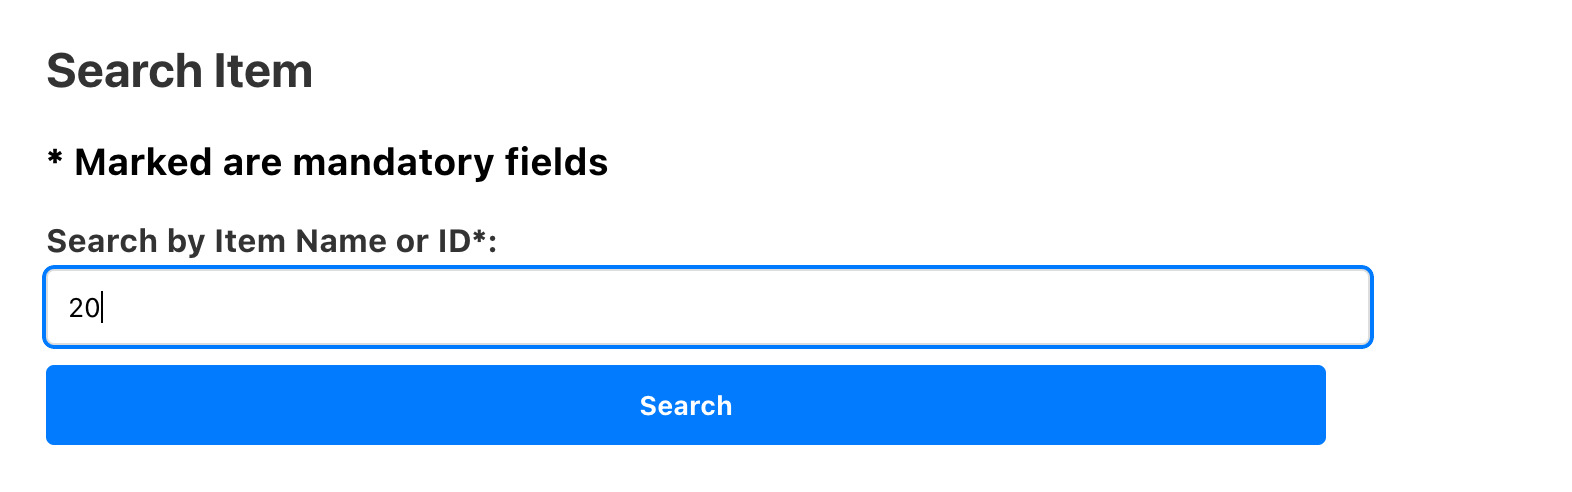 Search Item
* Marked are mandatory fields
Search by Item Name or ID*:
20
Search